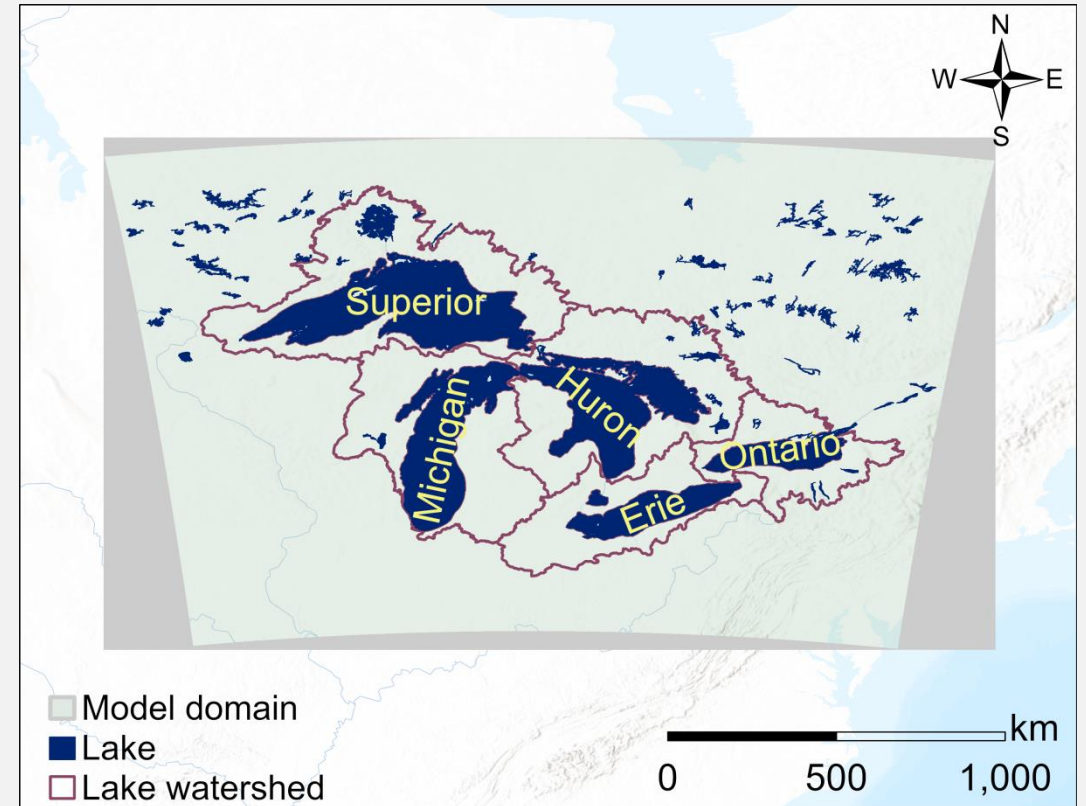 N
W E
S
Superior
Huron
Michigan
Ontario
Erie
Model domain
Lake
Lake watershed
km
0 500 1,000